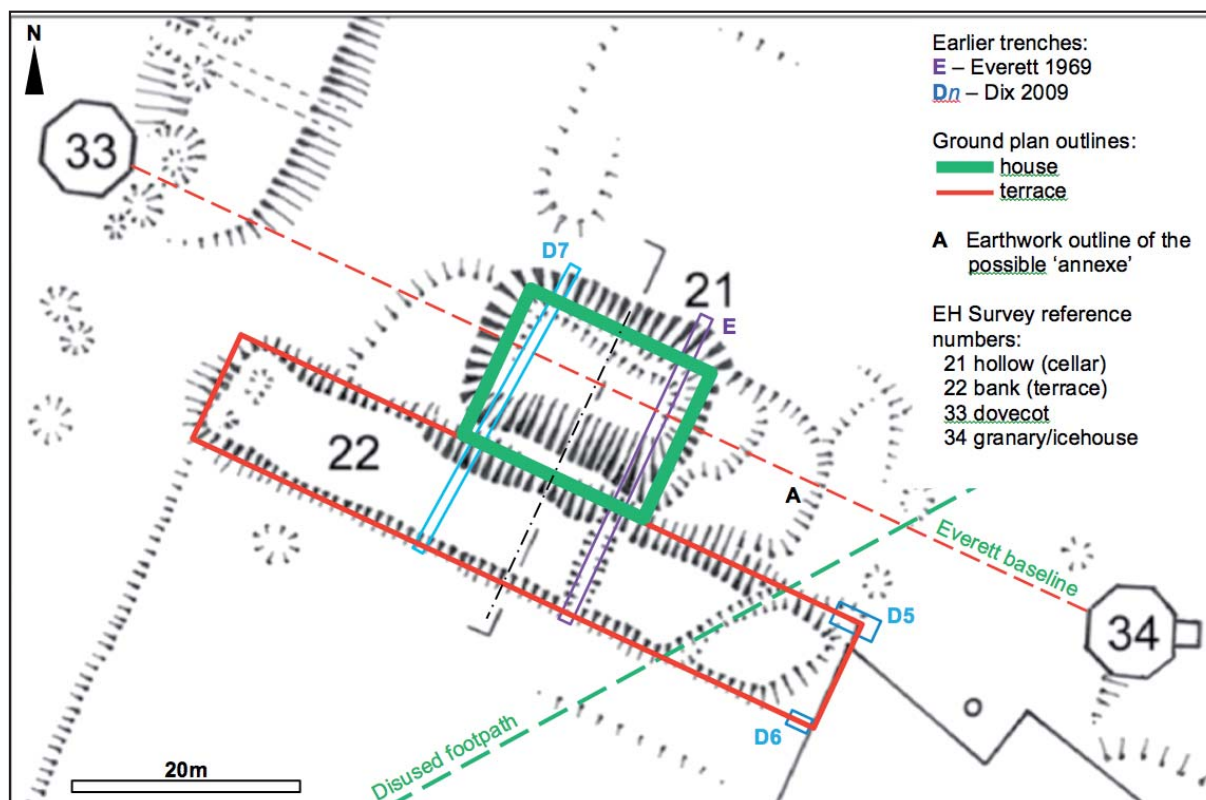 N
33
D7
21
E
22
A
Everett baseline
D5
34
D6
Disused footpath
20m
Earlier trenches:
E – Everett 1969
Dn – Dix 2009
Ground plan outlines:
house
terrace
A Earthwork outline of the
possible ‘annexe’
EH Survey reference
numbers:
21 hollow (cellar)
22 bank (terrace)
33 dovecot
34 granary/icehouse